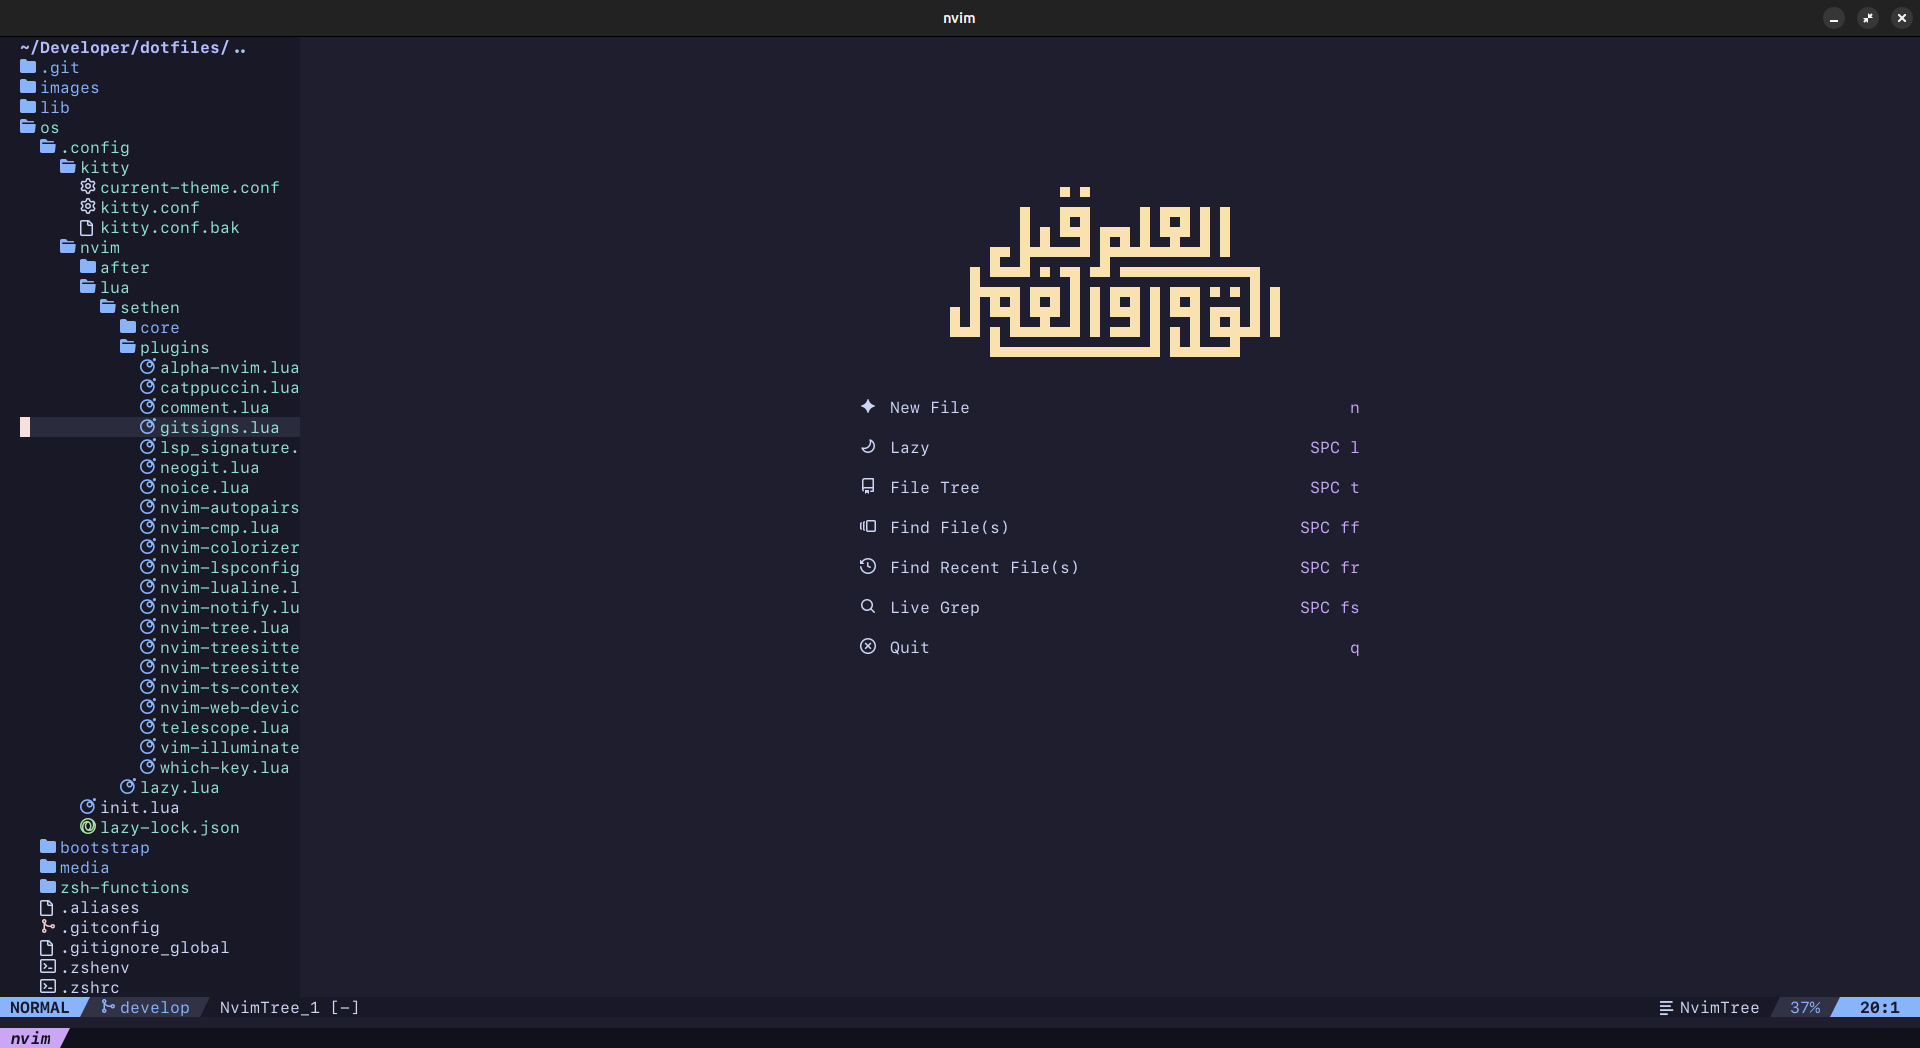 nvim
~/Developer/dotfiles/..
.git
images
lib
os
.config
kitty
current-theme.conf
kitty.conf
kitty.conf.bak
nvim
after
lua
sethen
core
plugins
alpha-nvim.lua
catppuccin.lua
comment.lua
gitsigns.lua
lsp_signature.
neogit.lua
noice.lua
nvim-autopairs
nvim-cmp.lua
nvim-colorizer
nvim-lspconfig
nvim-lualine.l
nvim-notify.lu
nvim-tree.lua
nvim-treesitte
nvim-treesitte
nvim-ts-contex
nvim-web-devic
telescope.lua
vim-illuminate
which-key.lua
lazy.lua
init.lua
lazy-lock.json
bootstrap
media
zsh-functions
.aliases
.gitconfig
.gitignore_global
.zshenv
.zshrc
العلم قبل
القول والعمل
New File n
Lazy SPC l
File Tree SPC t
Find File(s) SPC ff
Find Recent File(s) SPC fr
Live Grep SPC fs
Quit q
NORMAL develop NvimTree_1 [-] NvimTree 37% 20:1
nvim